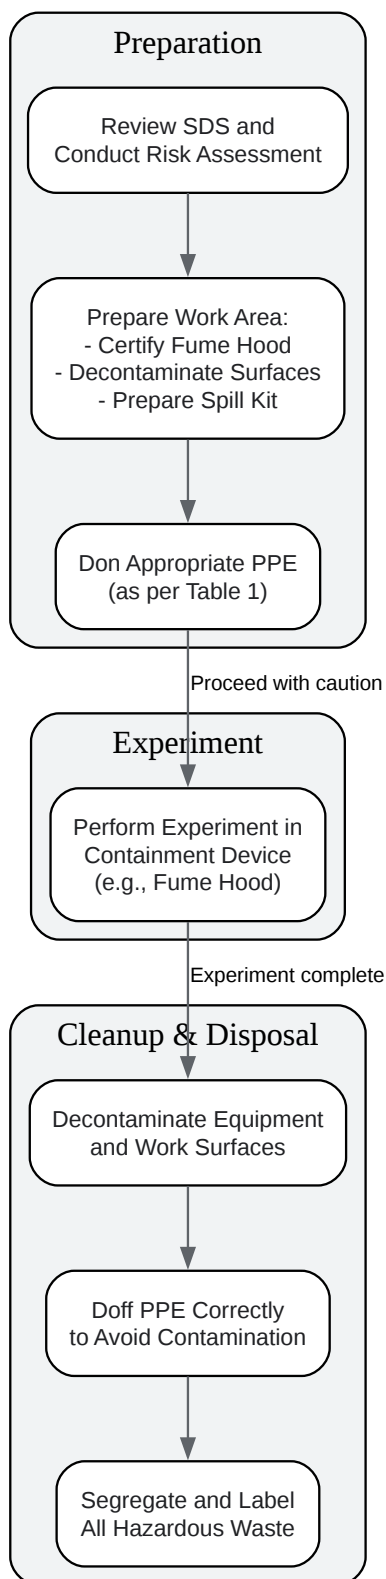 Preparation
Review SDS and
Conduct Risk Assessment
Prepare Work Area:
- Certify Fume Hood
- Decontaminate Surfaces
- Prepare Spill Kit
Don Appropriate PPE
(as per Table 1)
Proceed with caution
Experiment
Perform Experiment in
Containment Device
(e.g., Fume Hood)
Experiment complete
Cleanup & Disposal
Decontaminate Equipment
and Work Surfaces
Doff PPE Correctly
to Avoid Contamination
Segregate and Label
All Hazardous Waste